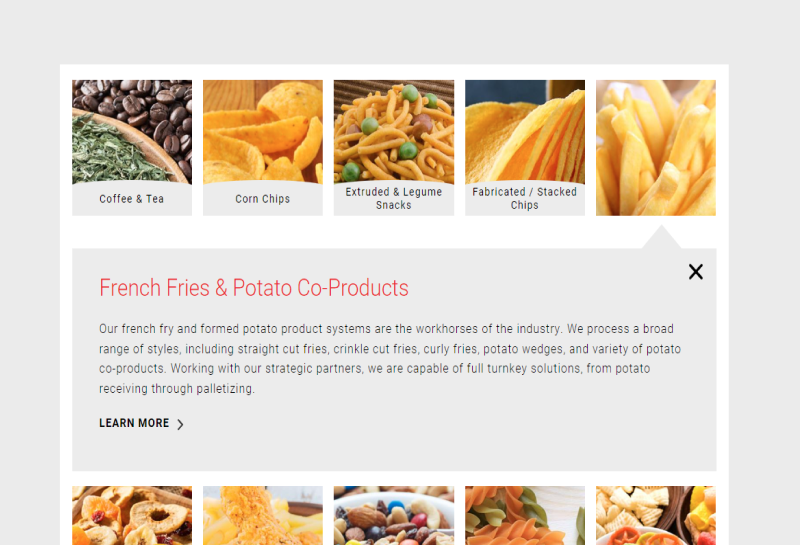 Coffee & Tea
Corn Chips
Extruded & Legume
Snacks
Fabricated / Stacked
Chips
French Fries & Potato Co-Products
Our french fry and formed potato product systems are the workhorses of the industry. We process a broad
range of styles, including straight cut fries, crinkle cut fries, curly fries, potato wedges, and variety of potato
co-products. Working with our strategic partners, we are capable of full turnkey solutions, from potato
receiving through palletizing.
LEARN MORE